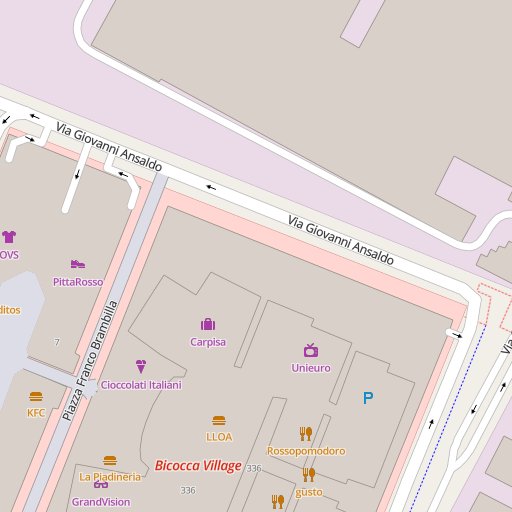 Via Giovanni Ansaldo
Via Giovanni Ansaldo
OVS
PittaRosso
ditos
7
Carpisa
Unieuro
Piazza Franco Brambilla
Cioccolati Italiani
P
KFC
LLOA
Rossopomodoro
La Piadineria
Bicocca Village
336
336
gusto
GrandVision
Via